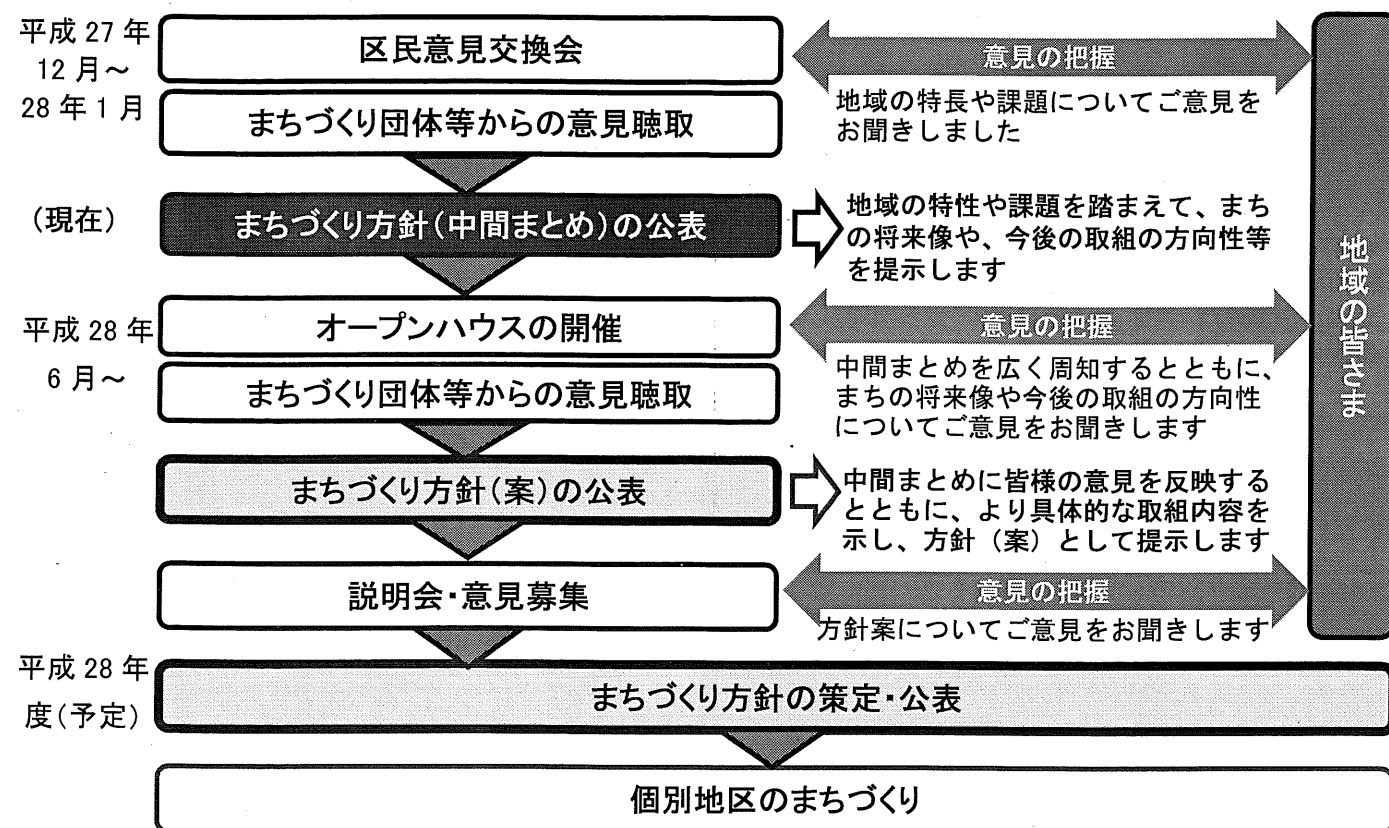 平成 27 年
12 月～
28 年 1 月
区民意見交換会
意見の把握
地域の特長や課題についてご意見を
お聞きしました
まちづくり団体等からの意見聴取
(現在)
まちづくり方針(中間まとめ)の公表
地域の特性や課題を踏まえて、まち
の将来像や、今後の取組の方向性等
を提示します
平成 28 年
6 月～
オープンハウスの開催
意見の把握
中間まとめを広く周知するとともに、
まちの将来像や今後の取組の方向性
についてご意見をお聞きします
まちづくり団体等からの意見聴取
まちづくり方針(案)の公表
中間まとめに皆様の意見を反映する
とともに、より具体的な取組内容を
示し、方針（案）として提示します
説明会・意見募集
意見の把握
方針案についてご意見をお聞きします
地域の皆さま
平成 28 年
度(予定)
まちづくり方針の策定・公表
個別地区のまちづくり